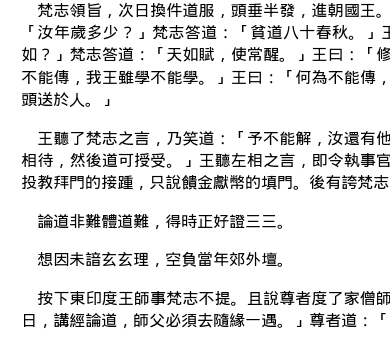 梵志領旨，次日換件道服，頭垂半發，進朝國王。
「汝年歲多少？」梵志答道：「貧道八十春秋。」王
如？」梵志答道：「天如賦，使常醒。」王曰：「修
不能傳，我王雖學不能學。」王曰：「何為不能傳，
頭送於人。」
王聽了梵志之言，乃笑道：「予不能解，汝還有他
相待，然後道可授受。」王聽左相之言，即令執事官
投教拜門的接踵，只說饋金獻幣的填門。後有誇梵志
論道非難體道難，得時正好證三三。
想因未諳玄玄理，空負當年郊外壇。
按下東印度王師事梵志不提。且說尊者度了家僧師
日，講經論道，師父必須去隨緣一遇。」尊者道：「